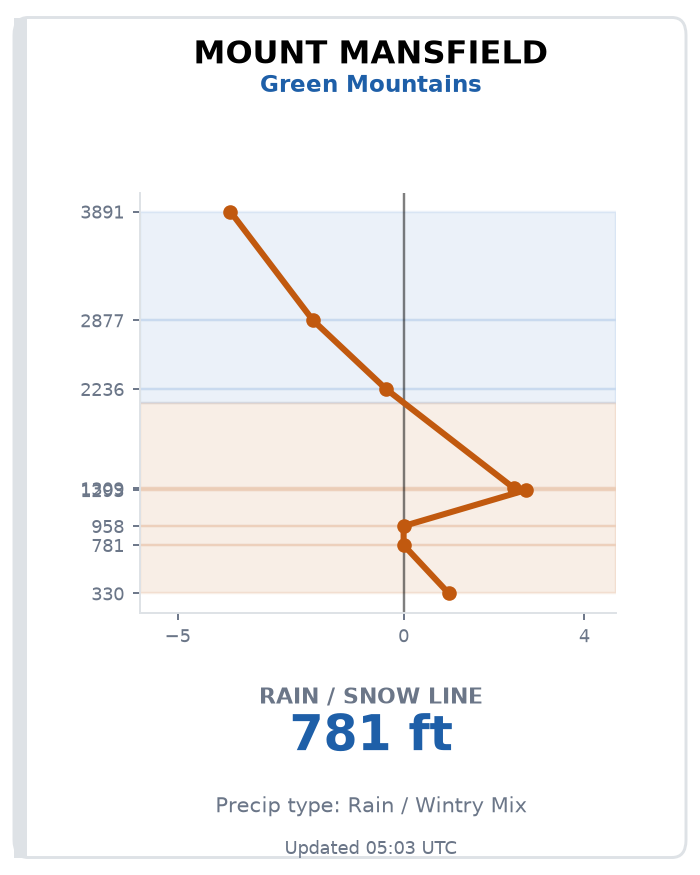 MOUNT MANSFIELD
Green Mountains
3891
2877
2236
958
781
330
−5 0 4
RAIN / SNOW LINE
781 ft
Precip type: Rain / Wintry Mix
Updated 05:03 UTC